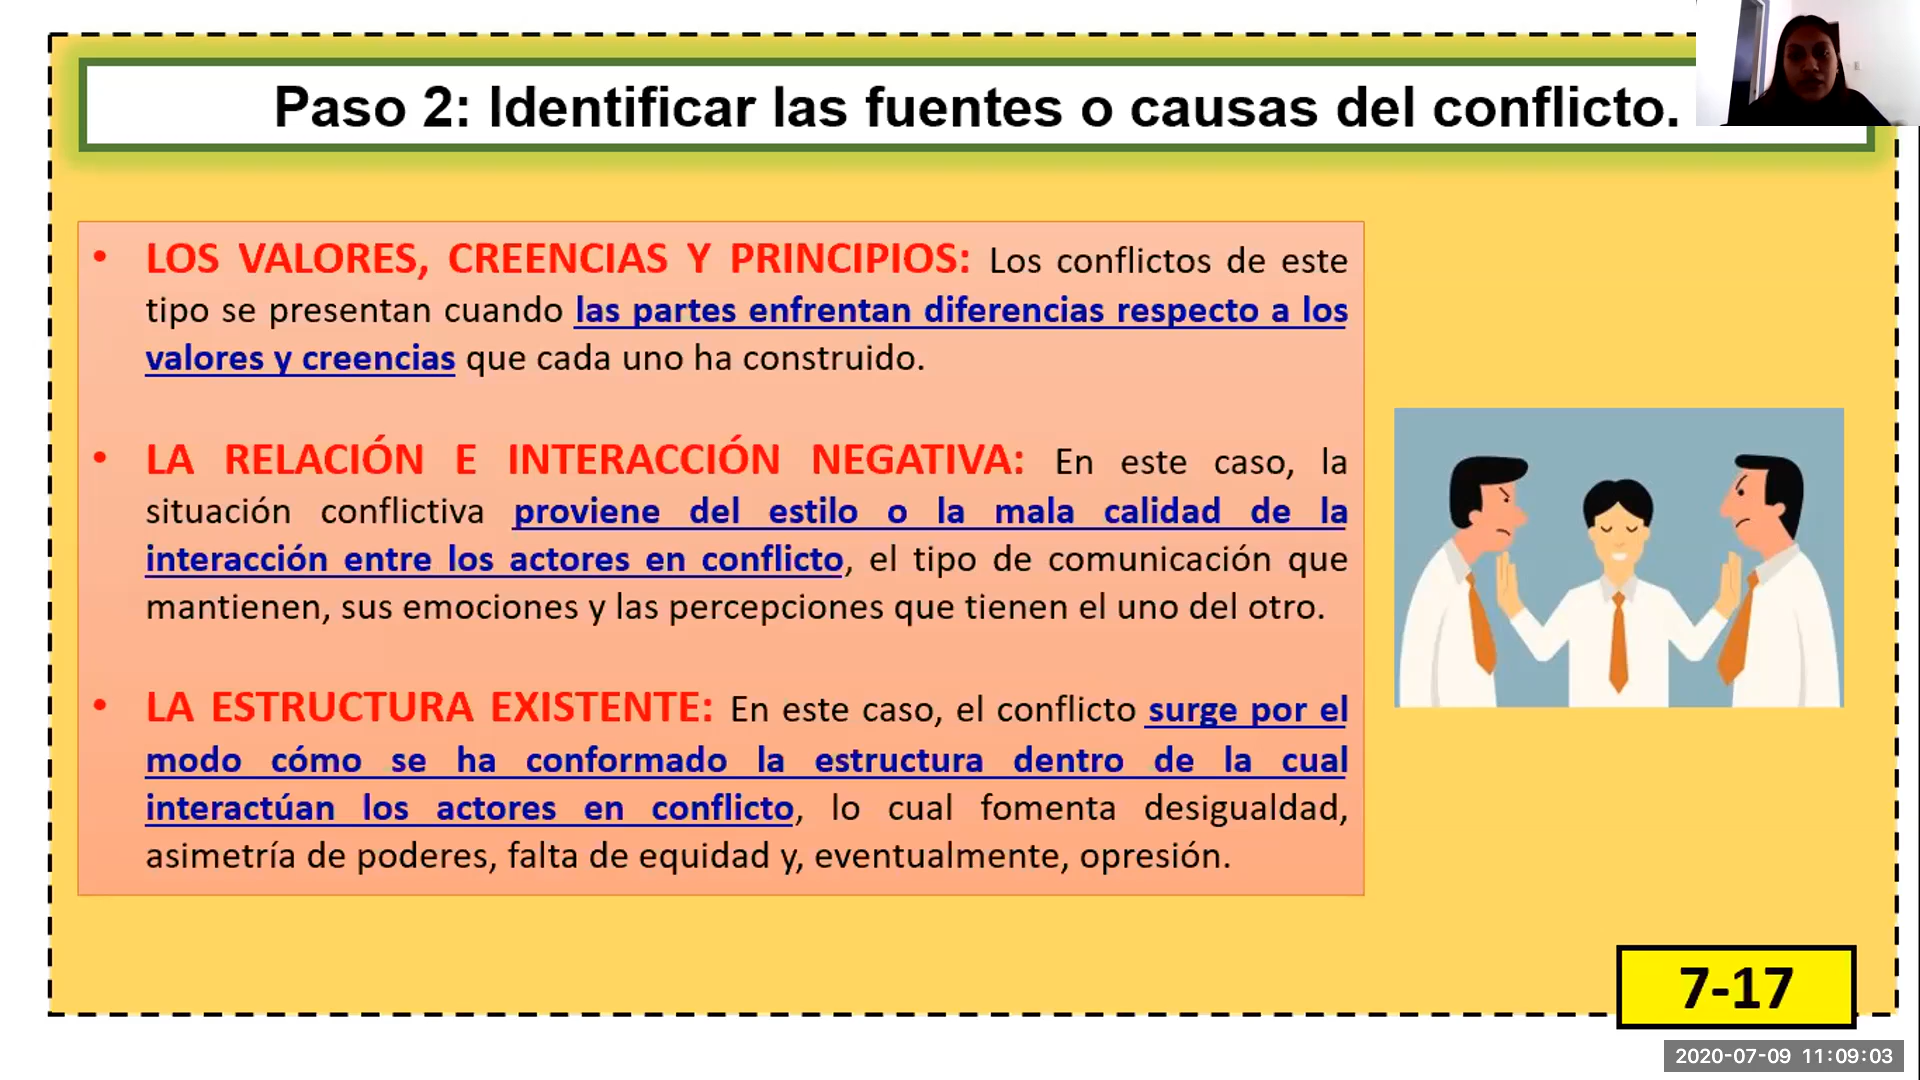 Paso 2: Identificar las fuentes o causas del conflicto.
• LOS VALORES, CREENCIAS Y PRINCIPIOS: Los conflictos de este
tipo se presentan cuando las partes enfrentan diferencias respecto a los
valores y creencias que cada uno ha construido.
• LA RELACIÓN E INTERACCIÓN NEGATIVA: En este caso, la
situación conflictiva proviene del estilo o la mala calidad de la
interacción entre los actores en conflicto, el tipo de comunicación que
mantienen, sus emociones y las percepciones que tienen el uno del otro.
• LA ESTRUCTURA EXISTENTE: En este caso, el conflicto surge por el
modo cómo se ha conformado la estructura dentro de la cual
interactúan los actores en conflicto, lo cual fomenta desigualdad,
asimetría de poderes, falta de equidad y, eventualmente, opresión.
7-17
2020-07-09 11:09:03